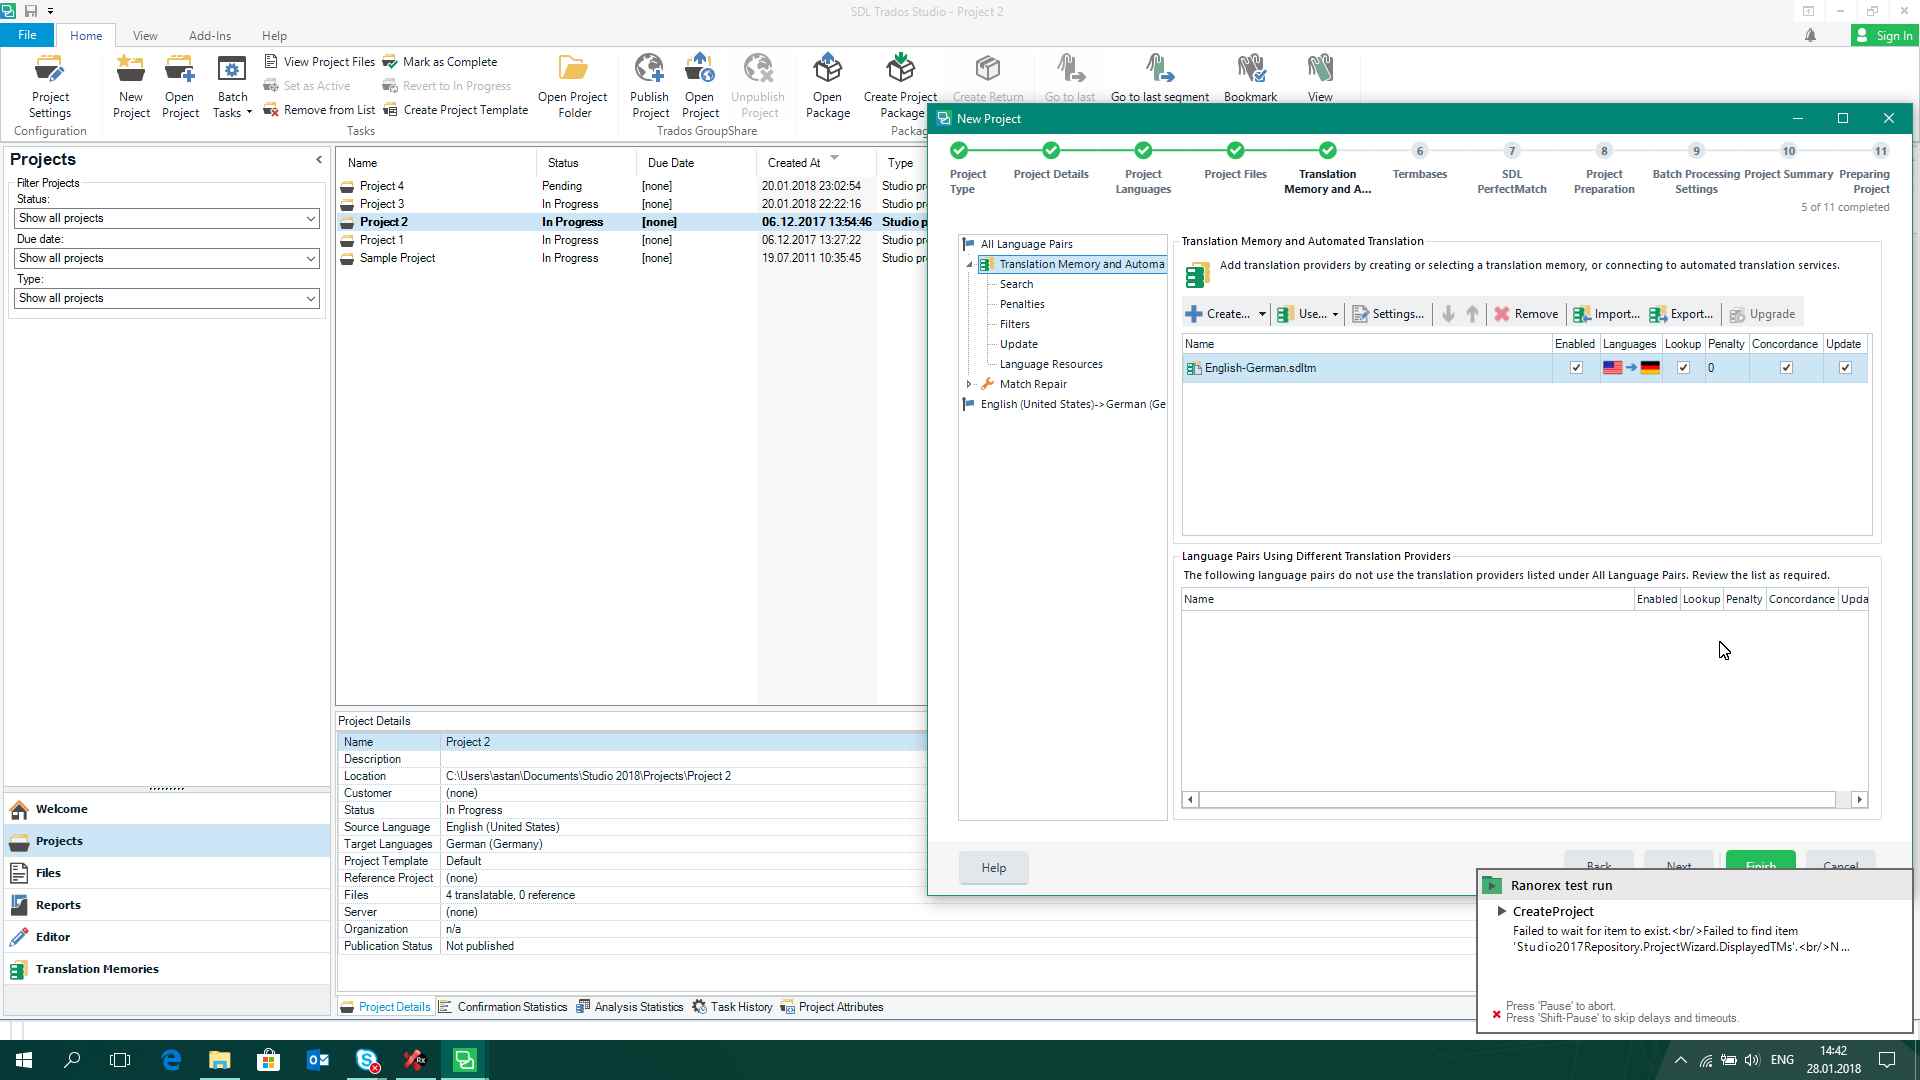 SDL Trados Studio - Project 2
File
Home
View
Add-Ins
Help
Sign In
Project Settings
Configuration
New Project
Open Project
Batch Tasks
View Project Files
Set as Active
Remove from List
Mark as Complete
Revert to In Progress
Create Project Template
Open Project Folder
Tasks
Publish Project
Open Project
Unpublish Project
Trados GroupShare
Open Package
Create Project Package
Create Return
Packag
Go to last
Go to last segment
Bookmark
View
Projects
Filter Projects
Status:
Show all projects
Due date:
Show all projects
Type:
Show all projects
Name Status Due Date Created At Type
Project 4 Pending [none] 20.01.2018 23:02:54 Studio pr
Project 3 In Progress [none] 20.01.2018 22:22:16 Studio pr
Project 2 In Progress [none] 06.12.2017 13:54:46 Studio p
Project 1 In Progress [none] 06.12.2017 13:27:22 Studio pr
Sample Project In Progress [none] 19.07.2011 10:35:45 Studio pr
Project Details
Name Project 2
Description
Location C:\Users\astan\Documents\Studio 2018\Projects\Project 2
Customer (none)
Status In Progress
Source Language English (United States)
Target Languages German (Germany)
Project Template Default
Reference Project (none)
Files 4 translatable, 0 reference
Server (none)
Organization n/a
Publication Status Not published
Project Details
Confirmation Statistics
Analysis Statistics
Task History
Project Attributes
Welcome
Projects
Files
Reports
Editor
Translation Memories
New Project
6 7 8 9 10 11
Project Type
Project Details
Project Languages
Project Files
Translation Memory and A...
Termbases
SDL PerfectMatch
Project Preparation
Batch Processing Settings
Project Summary
Preparing Project
5 of 11 completed
All Language Pairs
Translation Memory and Automa
Search
Penalties
Filters
Update
Language Resources
Match Repair
English (United States)->German (Ge
Translation Memory and Automated Translation
Add translation providers by creating or selecting a translation memory, or connecting to automated translation services.
Create...
Use...
Settings...
Remove
Import...
Export...
Upgrade
Name Enabled Languages Lookup Penalty Concordance Update
English-German.sdltm 0
Language Pairs Using Different Translation Providers
The following language pairs do not use the translation providers listed under All Language Pairs. Review the list as required.
Name Enabled Lookup Penalty Concordance Upda
Help
Back
Next
Finish
Cancel
Ranorex test run
CreateProject
Failed to wait for item to exist.<br/>Failed to find item
'Studio2017Repository.ProjectWizard.DisplayedTMs'.<br/>N ...
Press 'Pause' to abort.
Press 'Shift-Pause' to skip delays and timeouts.
ENG
14:42
28.01.2018